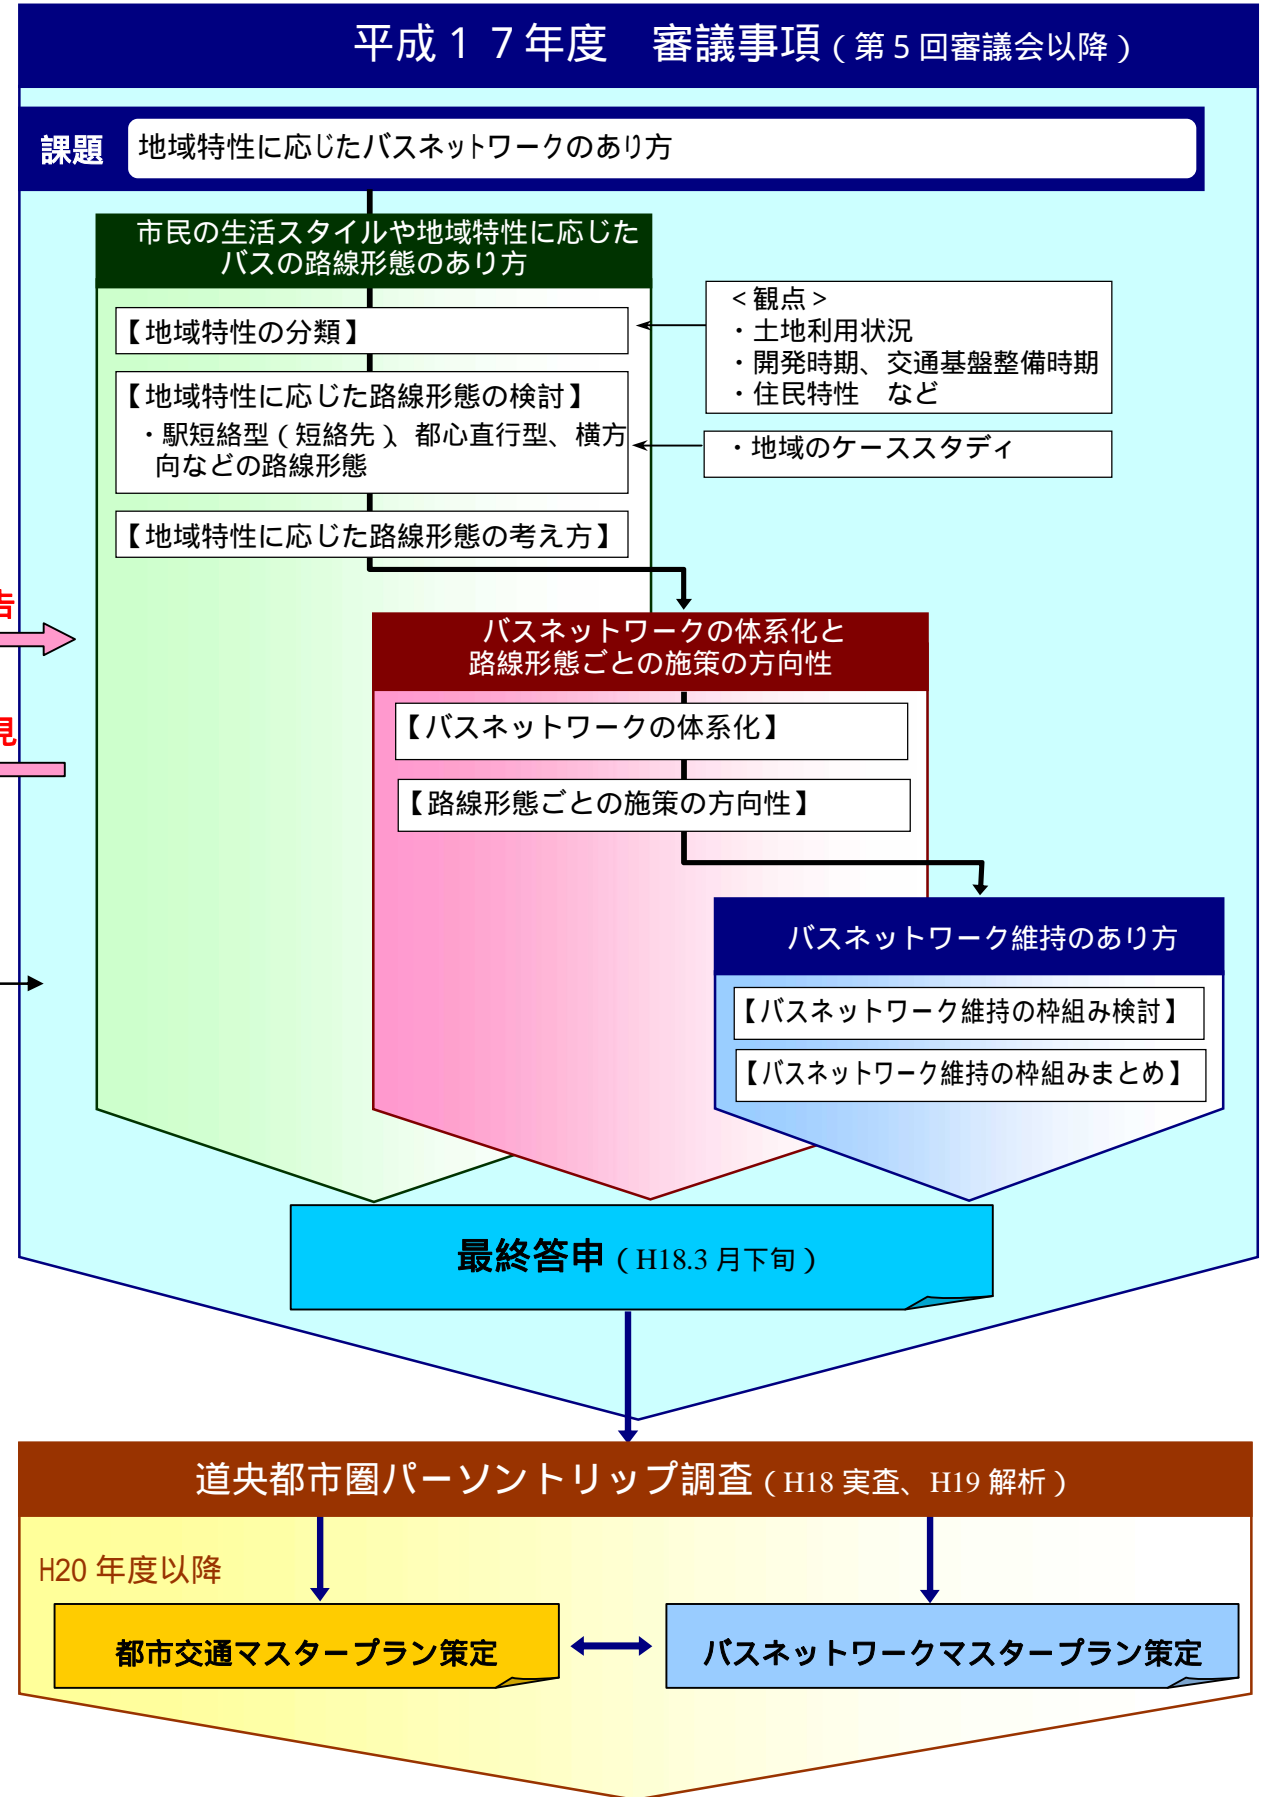 平成１７年度　審議事項（第５回審議会以降）
課題
地域特性に応じたバスネットワークのあり方
市民の生活スタイルや地域特性に応じた
バスの路線形態のあり方
【地域特性の分類】
＜観点＞
・土地利用状況
・開発時期、交通基盤整備時期
・住民特性　など
【地域特性に応じた路線形態の検討】
・駅短絡型（短絡先）、都心直行型、横方
向などの路線形態
・地域のケーススタディ
【地域特性に応じた路線形態の考え方】
告
見
バスネットワークの体系化と
路線形態ごとの施策の方向性
【バスネットワークの体系化】
【路線形態ごとの施策の方向性】
バスネットワーク維持のあり方
【バスネットワーク維持の枠組み検討】
【バスネットワーク維持の枠組みまとめ】
最終答申（H18.3月下旬）
道央都市圏パーソントリップ調査（H18 実査、H19 解析）
H20 年度以降
都市交通マスタープラン策定
バスネットワークマスタープラン策定